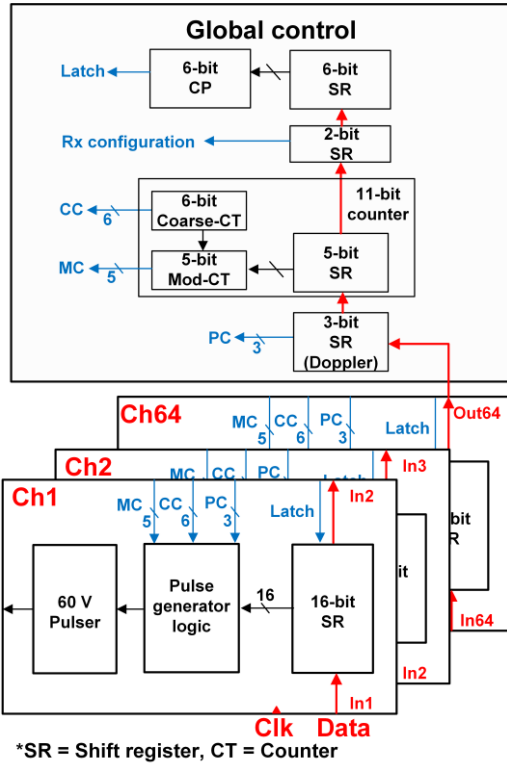 Global control
Latch
6-bit
CP
6-bit
SR
Rx configuration
2-bit
SR
11-bit
counter
CC
6
6-bit
Coarse-CT
MC
5
5-bit
Mod-CT
5-bit
SR
PC
3
3-bit
SR
(Doppler)
Ch64
MC
5
CC
6
PC
3
Latch
Out64
Ch2
MC
CC
PC
In3
Ch1
MC
5
CC
6
PC
3
Latch
In2
60 V
Pulser
Pulse
generator
logic
16
16-bit
SR
In1
In2
In64
Clk
Data
*SR = Shift register, CT = Counter